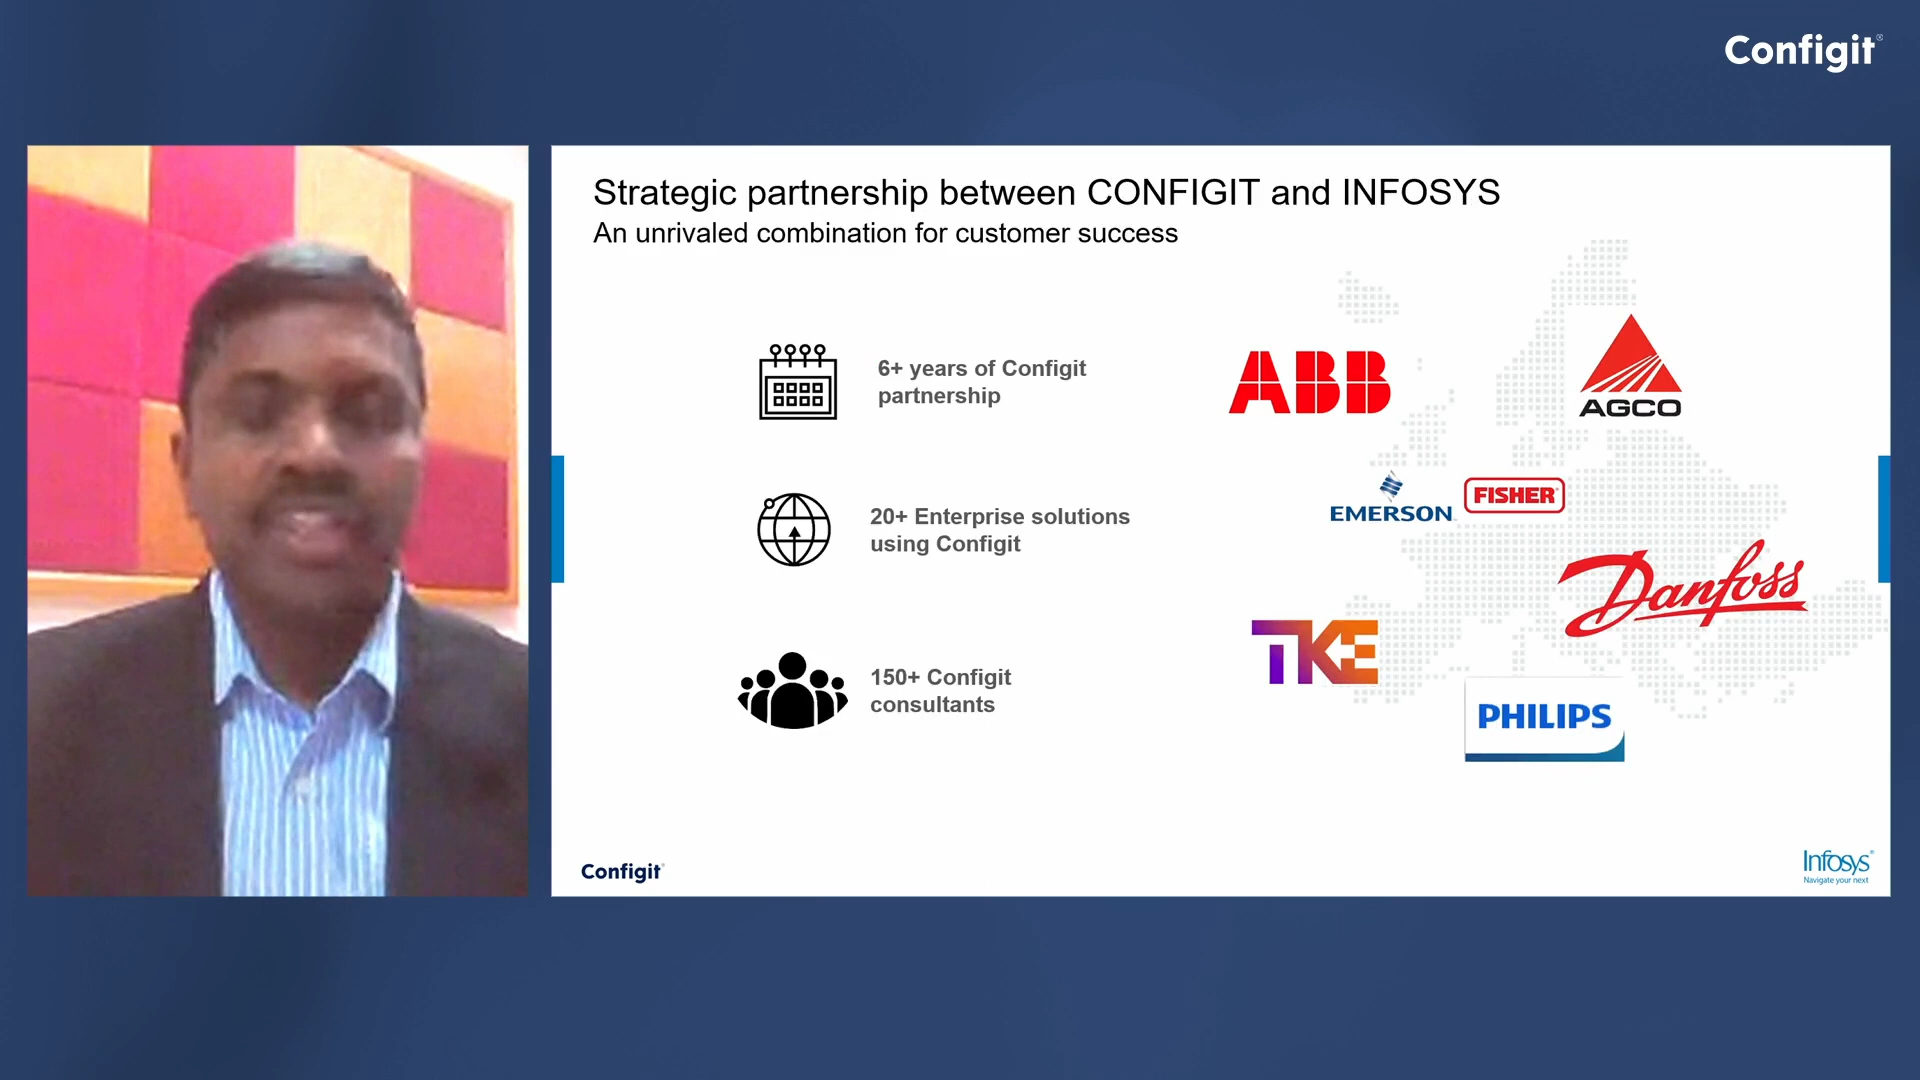 Configit
Strategic partnership between CONFIGIT and INFOSYS
An unrivaled combination for customer success
6+ years of Configit
partnership
20+ Enterprise solutions
using Configit
150+ Configit
consultants
ABB
AGCO
EMERSON
FISHER
Danfoss
TKE
PHILIPS
Configit
Infosys
Navigate your next